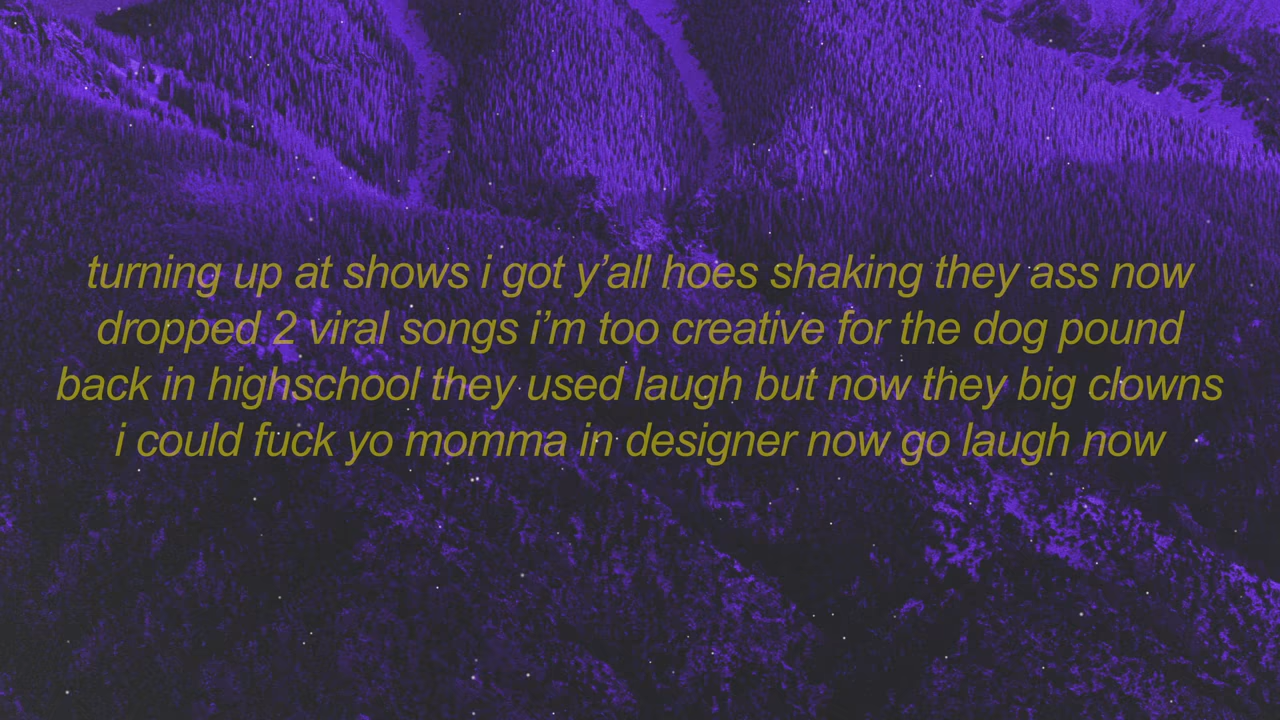 turning up at shows i got y’all hoes shaking they ass now
dropped 2 viral songs i’m too creative for the dog pound
back in highschool they used laugh but now they big clowns
i could fuck yo momma in designer now go laugh now